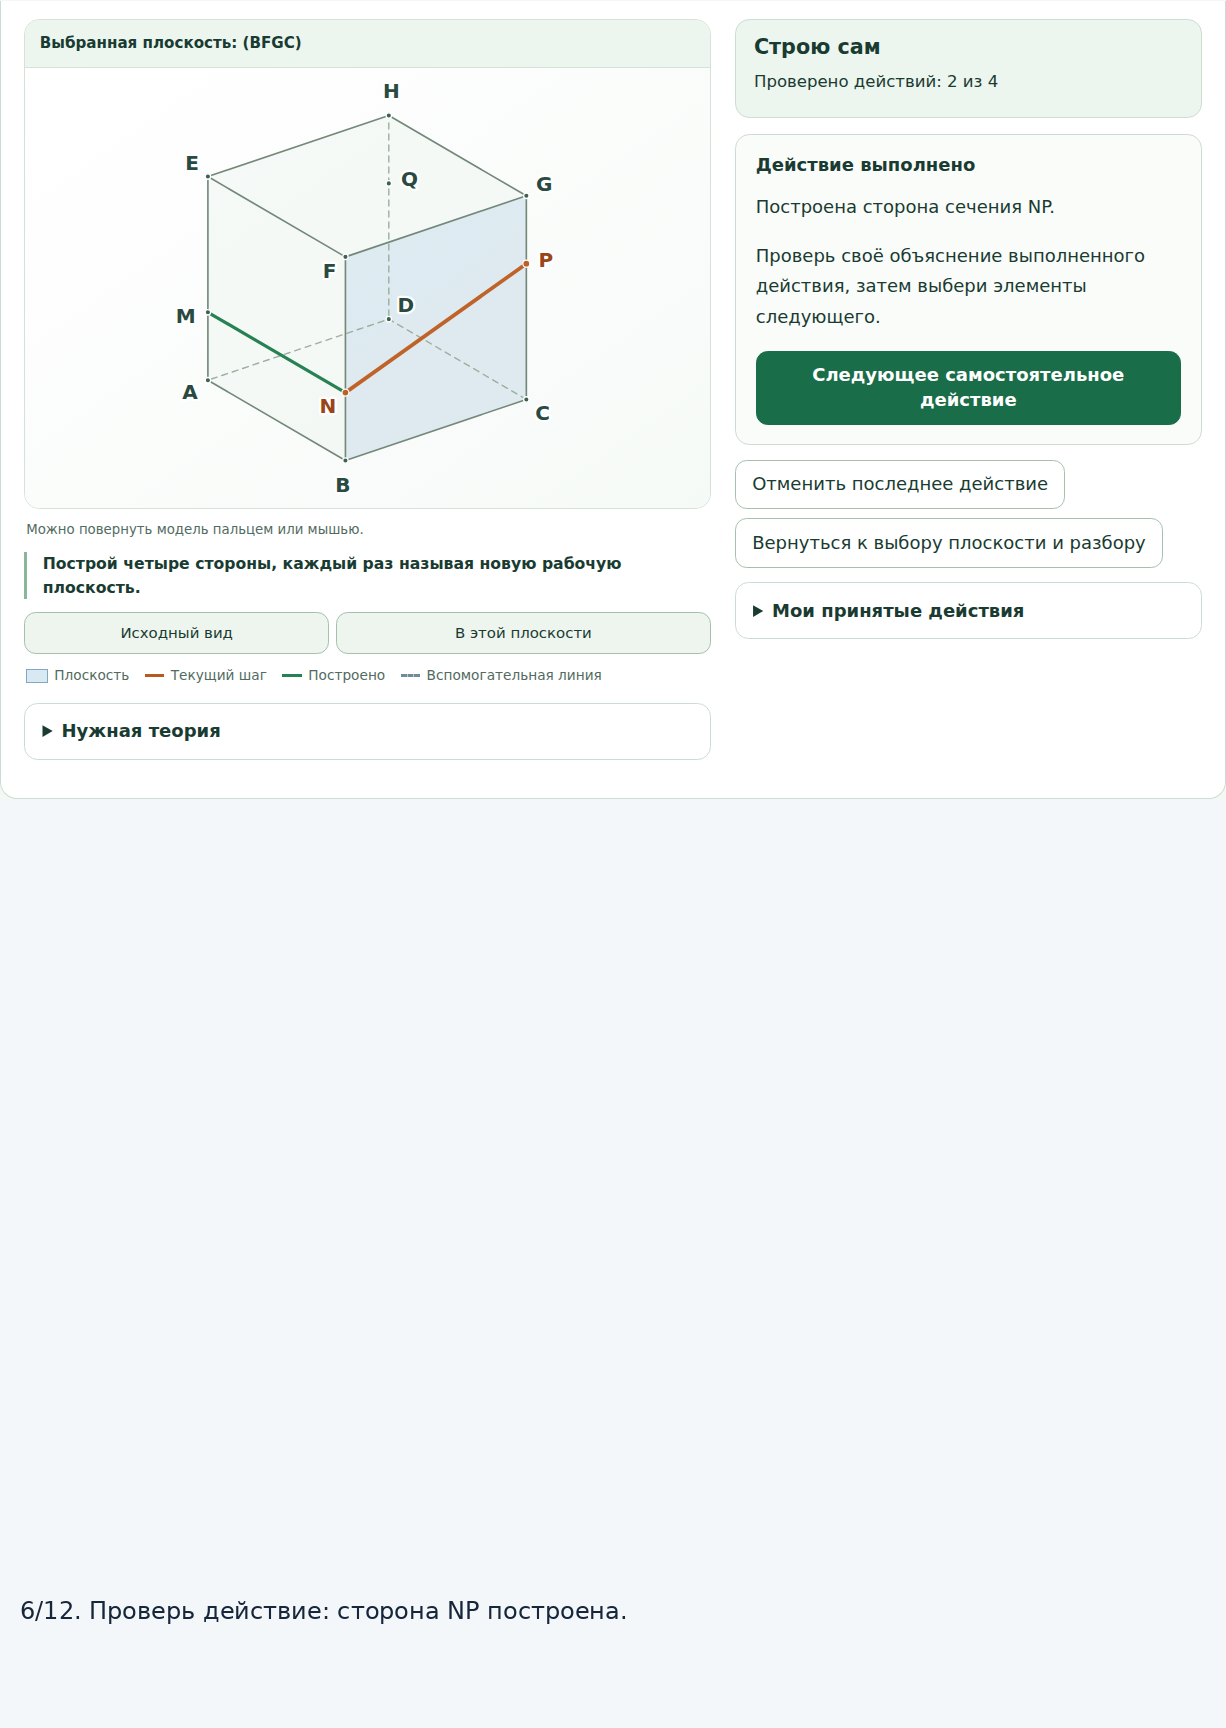 Выбранная плоскость: (BFGC)
H
E
Q
G
F
P
D
M
A
N
C
B
Можно повернуть модель пальцем или мышью.
Построй четыре стороны, каждый раз называя новую рабочую
плоскость.
Исходный вид
В этой плоскости
Плоскость
Текущий шаг
Построено
Вспомогательная линия
Нужная теория
Строю сам
Проверено действий: 2 из 4
Действие выполнено
Построена сторона сечения NP.
Проверь своё объяснение выполненного
действия, затем выбери элементы
следующего.
Следующее самостоятельное
действие
Отменить последнее действие
Вернуться к выбору плоскости и разбору
Мои принятые действия
6/12. Проверь действие: сторона NP построена.